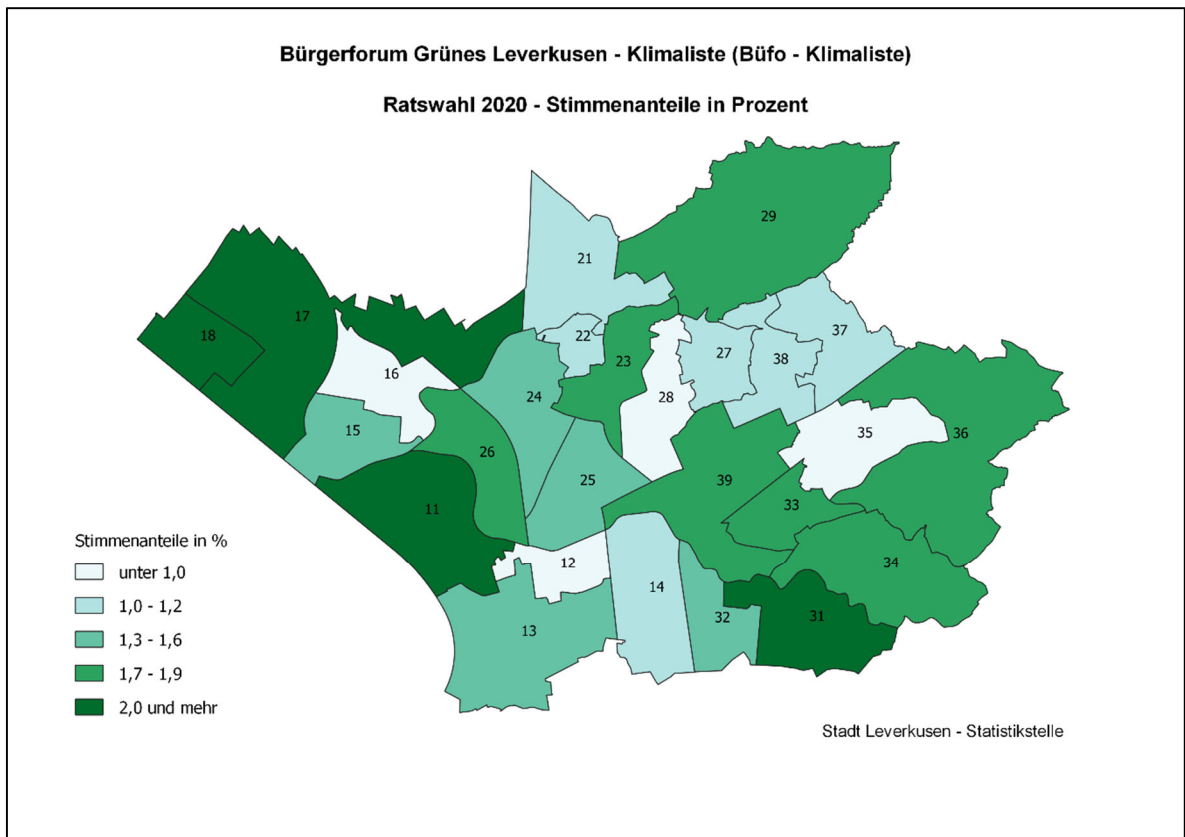 Bürgerforum Grünes Leverkusen - Klimaliste (Büfo - Klimaliste)
Ratswahl 2020 - Stimmenanteile in Prozent
29
21
17
37
18
22
23
27
38
16
24
28
15
35
36
26
25
39
11
33
12
34
14
31
32
13
Stimmenanteile in %
unter 1,0
1,0 - 1,2
1,3 - 1,6
1,7 - 1,9
2,0 und mehr
Stadt Leverkusen - Statistikstelle